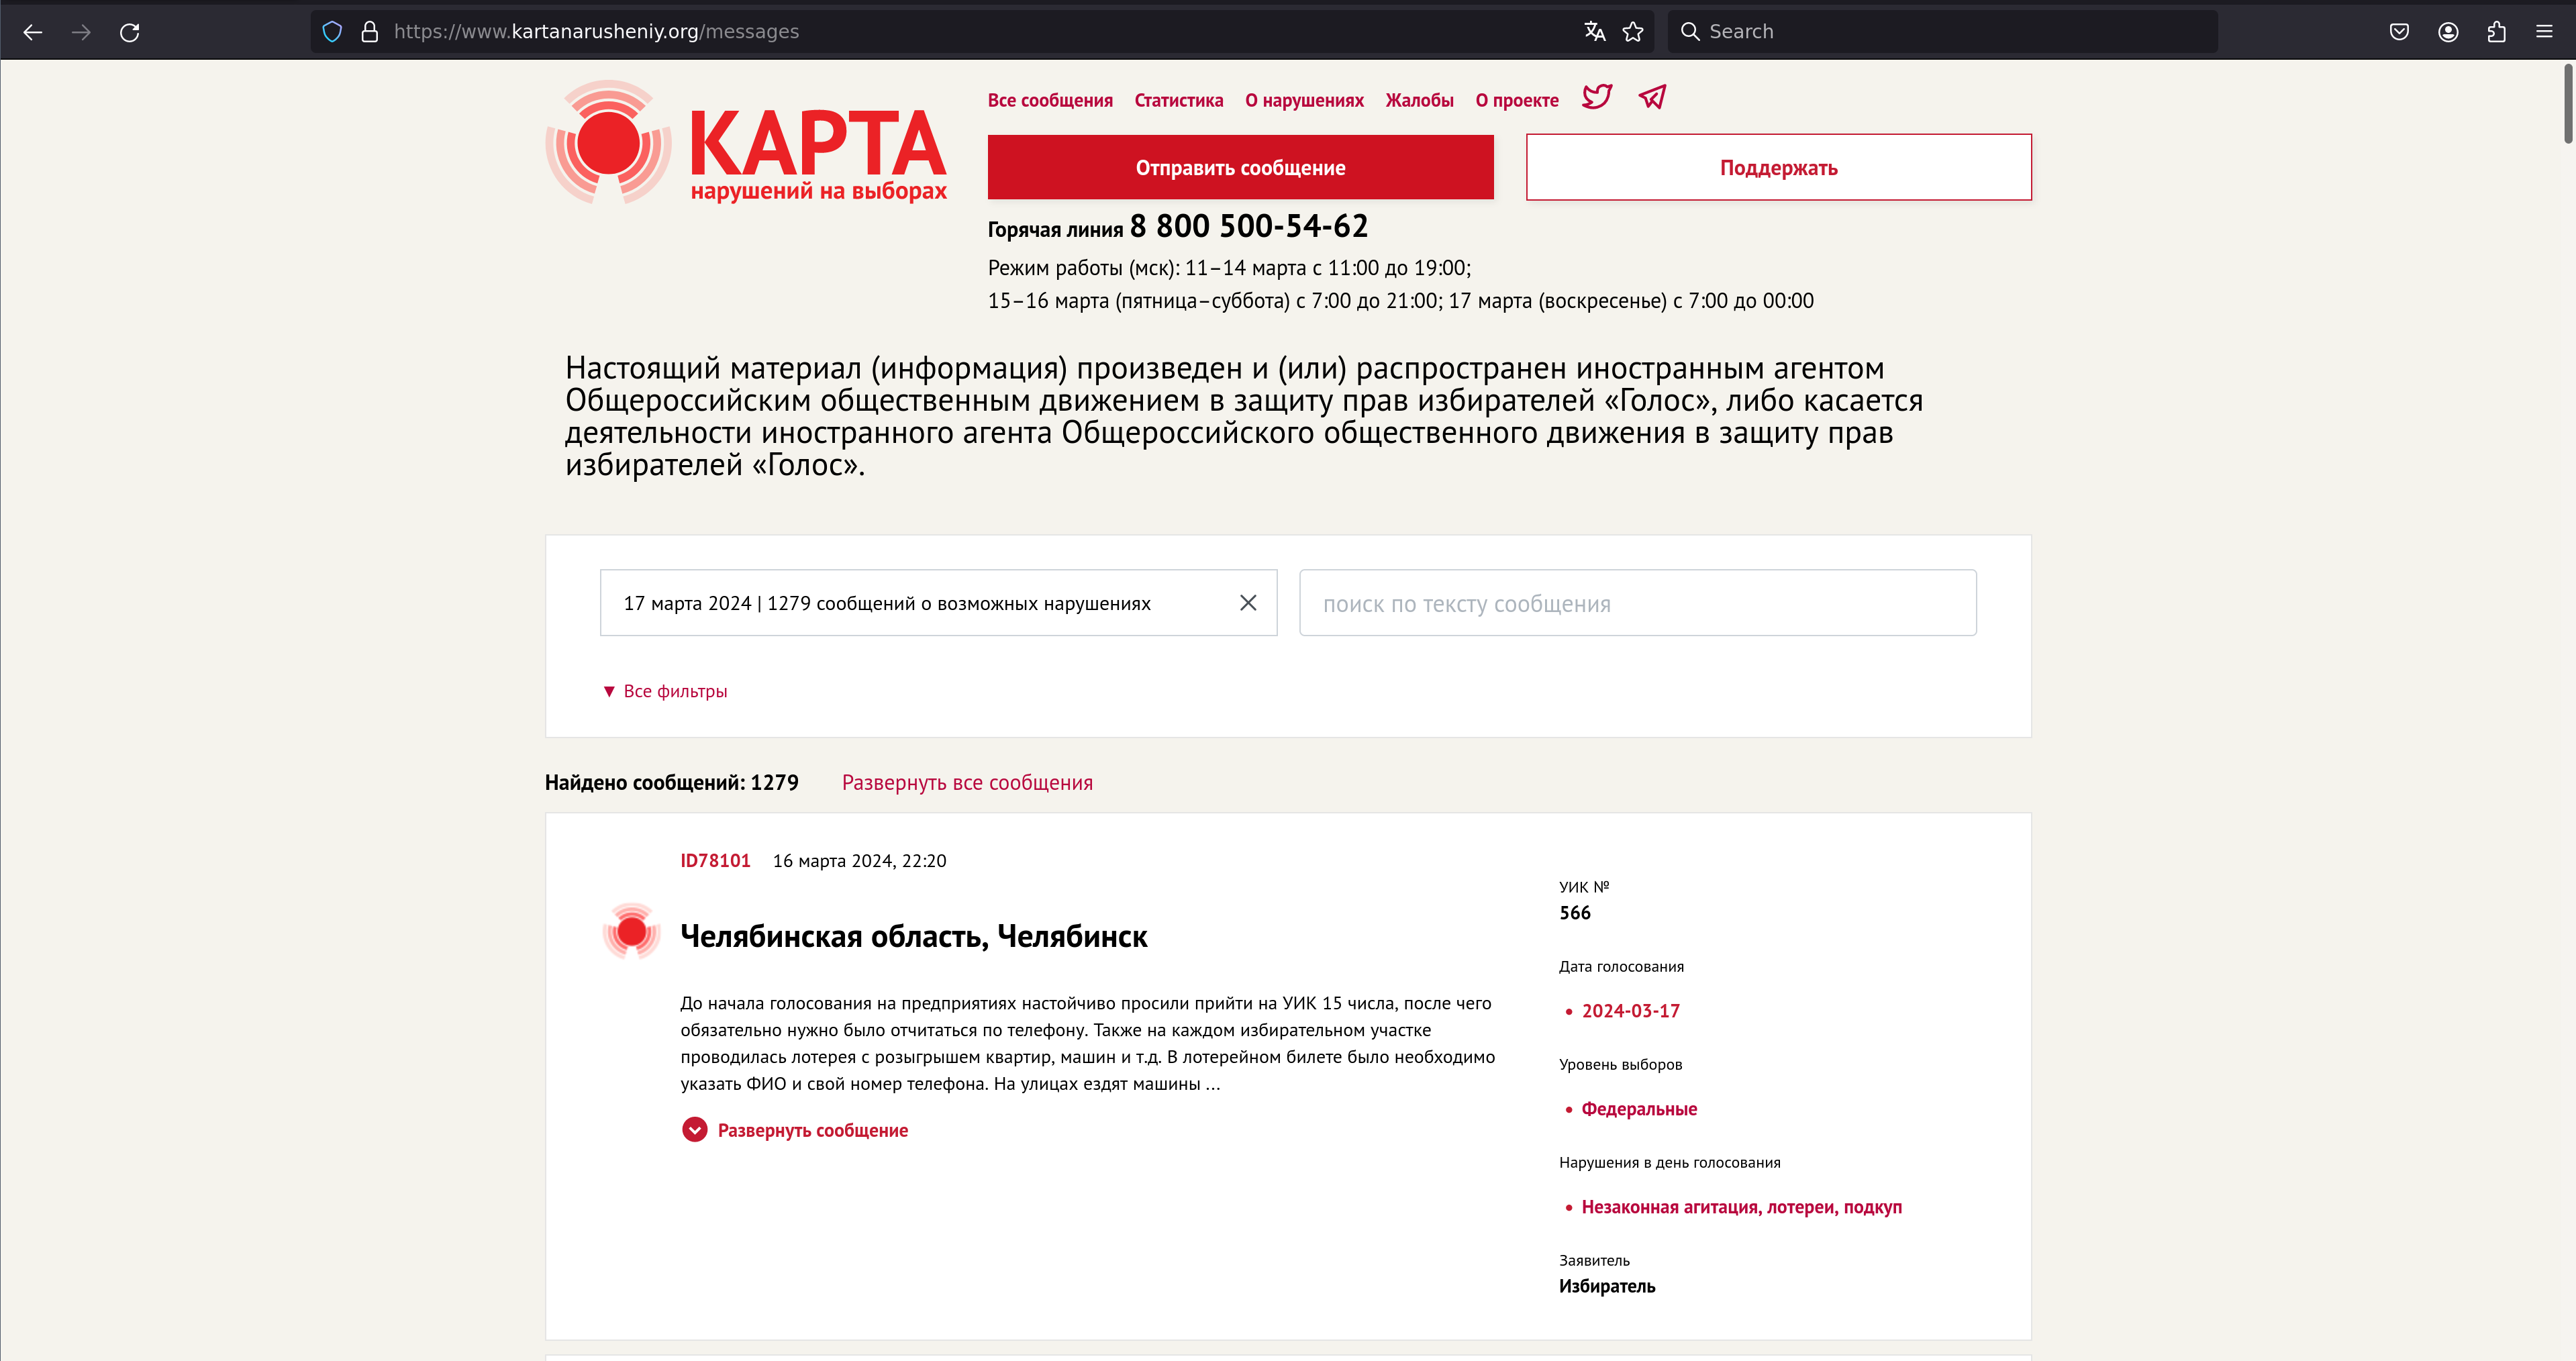 https://www.kartanarusheniy.org/messages
Search
КАРТА
нарушений на выборах
Все сообщения Статистика О нарушениях Жалобы О проекте
Отправить сообщение
Поддержать
Горячая линия 8 800 500-54-62
Режим работы (мск): 11–14 марта с 11:00 до 19:00;
15–16 марта (пятница–суббота) с 7:00 до 21:00; 17 марта (воскресенье) с 7:00 до 00:00
Настоящий материал (информация) произведен и (или) распространен иностранным агентом
Общероссийским общественным движением в защиту прав избирателей «Голос», либо касается
деятельности иностранного агента Общероссийского общественного движения в защиту прав
избирателей «Голос».
17 марта 2024 | 1279 сообщений о возможных нарушениях
поиск по тексту сообщения
▼ Все фильтры
Найдено сообщений: 1279 Развернуть все сообщения
ID78101 16 марта 2024, 22:20
Челябинская область, Челябинск
До начала голосования на предприятиях настойчиво просили прийти на УИК 15 числа, после чего
обязательно нужно было отчитаться по телефону. Также на каждом избирательном участке
проводилась лотерея с розыгрышем квартир, машин и т.д. В лотерейном билете было необходимо
указать ФИО и свой номер телефона. На улицах ездят машины ...
Развернуть сообщение
УИК №
566
Дата голосования
• 2024-03-17
Уровень выборов
• Федеральные
Нарушения в день голосования
• Незаконная агитация, лотереи, подкуп
Заявитель
Избиратель